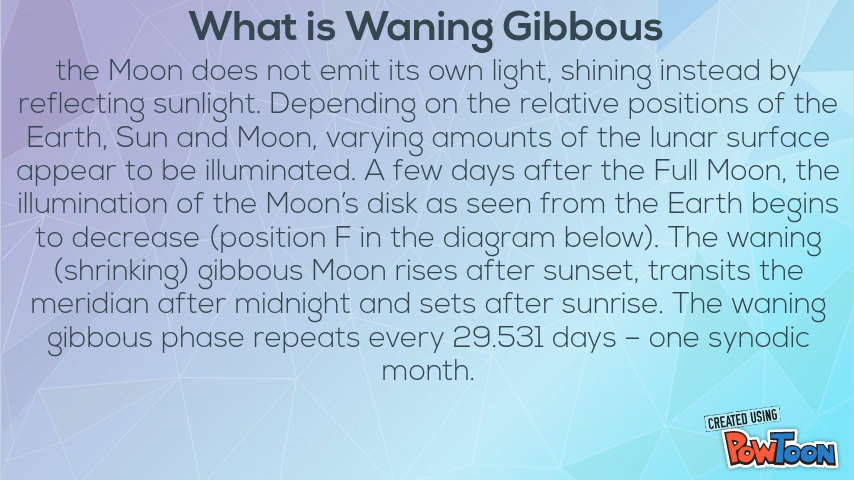 What is Waning Gibbous
the Moon does not emit its own light, shining instead by
reflecting sunlight. Depending on the relative positions of the
Earth, Sun and Moon, varying amounts of the lunar surface
appear to be illuminated. A few days after the Full Moon, the
illumination of the Moon's disk as seen from the Earth begins
to decrease (position F in the diagram below). The waning
(shrinking) gibbous Moon rises after sunset, transits the
meridian after midnight and sets after sunrise. The waning
gibbous phase repeats every 29.531 days – one synodic
month.
CREATED USING
POWTOON